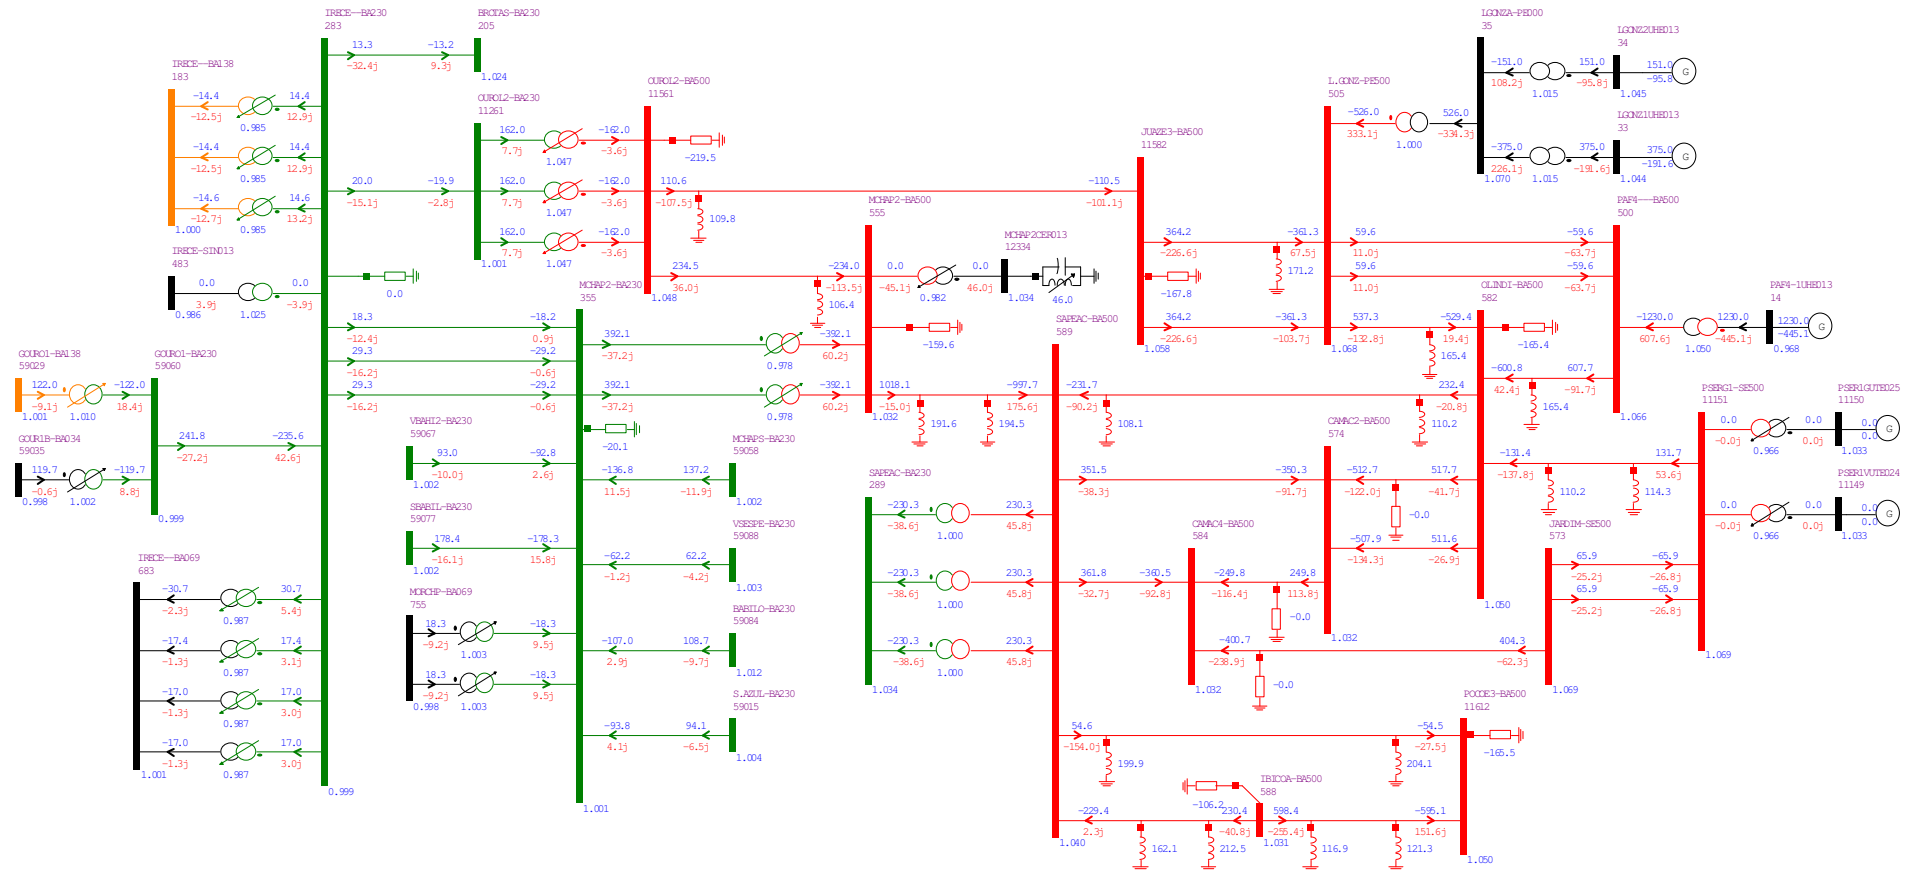 IRECE--BA230
283
13.3
-13.2
-32.4j
9.3j
BROTAS-BA230
205
1.024
IRECE--BA138
183
-14.4
14.4
-12.5j
12.9j
0.985
-14.4
14.4
-12.5j
12.9j
0.985
-14.6
14.6
-12.7j
13.2j
1.000
0.985
IRECE-SIN013
483
0.0
0.0
3.9j
-3.9j
0.986
1.025
20.0
-19.9
-15.1j
-2.8j
0.0
18.3
-18.2
-12.4j
0.9j
29.3
-29.2
-16.2j
-0.6j
29.3
-29.2
-16.2j
-0.6j
GOURO1-BA138
59029
122.0
-122.0
-9.1j
18.4j
1.001
1.010
GOUR1B-BA034
59035
119.7
-119.7
-0.6j
8.8j
0.998
1.002
GOURO1-BA230
59060
241.8
-235.6
-27.2j
42.6j
0.999
IRECE--BA069
683
-30.7
30.7
-2.3j
5.4j
0.987
-17.4
17.4
-1.3j
3.1j
0.987
-17.0
17.0
-1.3j
3.0j
0.987
-17.0
17.0
-1.3j
3.0j
1.001
0.987
0.999
OUROL2-BA230
11261
162.0
-162.0
7.7j
-3.6j
1.047
162.0
-162.0
7.7j
-3.6j
1.047
162.0
-162.0
7.7j
-3.6j
1.001
1.047
OUROL2-BA500
11561
-219.5
110.6
-110.5
-107.5j
-101.1j
109.8
234.5
-234.0
36.0j
-113.5j
106.4
1.048
MCHAP2-BA230
355
392.1
-392.1
-37.2j
60.2j
0.978
392.1
-392.1
-37.2j
60.2j
0.978
-20.1
VBAHI2-BA230
59067
93.0
-92.8
-10.0j
2.6j
1.002
SBABIL-BA230
59077
178.4
-178.3
-16.1j
15.8j
1.002
MORCHP-BA069
755
18.3
-18.3
-9.2j
9.5j
1.003
18.3
-18.3
-9.2j
9.5j
0.998
1.003
1.001
MCHAPS-BA230
59058
-136.8
137.2
11.5j
-11.9j
1.002
VSESPE-BA230
59088
-62.2
62.2
-1.2j
-4.2j
1.003
BABILO-BA230
59084
-107.0
108.7
2.9j
-9.7j
1.012
S.AZUL-BA230
59015
-93.8
94.1
4.1j
-6.5j
1.004
MCHAP2-BA500
555
0.0
0.0
-45.1j
46.0j
0.982
MCHAP2CER013
12334
1.034
46.0
-159.6
1018.1
-997.7
-15.0j
175.6j
1.032
191.6
194.5
SAPEAC-BA500
589
-231.7
232.4
-90.2j
-20.8j
108.1
110.2
SAPEAC-BA230
289
-230.3
230.3
-38.6j
45.8j
1.000
-230.3
230.3
-38.6j
45.8j
1.000
-230.3
230.3
-38.6j
45.8j
1.000
1.034
351.5
-350.3
-38.3j
-91.7j
361.8
-360.5
-32.7j
-92.8j
54.6
-54.5
-154.0j
-27.5j
199.9
204.1
-229.4
230.4
2.3j
-40.8j
1.040
162.1
212.5
IBICOA-BA500
588
-106.2
598.4
-595.1
-255.4j
151.6j
1.031
116.9
121.3
POCOE3-BA500
11612
-165.5
1.050
CAMAC4-BA500
584
-249.8
249.8
-116.4j
113.8j
-0.0
-400.7
404.3
-238.9j
-62.3j
-0.0
1.032
CAMAC2-BA500
574
-512.7
517.7
-122.0j
-41.7j
-0.0
-507.9
511.6
-134.3j
-26.9j
1.032
JUAZE3-BA500
11582
364.2
-361.3
-226.6j
67.5j
171.2
-167.8
364.2
-361.3
-226.6j
-103.7j
1.058
L.GONZ-PE500
505
-526.0
526.0
333.1j
-334.3j
1.000
59.6
-59.6
11.0j
-63.7j
59.6
-59.6
11.0j
-63.7j
537.3
-529.4
-132.8j
19.4j
1.068
165.4
LGONZA-PE000
35
-151.0
151.0
108.2j
-95.8j
1.015
-375.0
375.0
226.1j
-191.6j
1.070
1.015
LGONZ2UHE013
34
151.0
-95.8
G
1.045
LGONZ1UHE013
33
375.0
-191.6
G
1.044
PAF4---BA500
500
-1230.0
1230.0
607.6j
-445.1j
1.050
1.066
PAF4-1UHE013
14
1230.0
-445.1
G
0.968
OLINDI-BA500
582
-165.4
-600.8
607.7
42.4j
-91.7j
165.4
-131.4
131.7
-137.8j
53.6j
110.2
114.3
1.050
JARDIM-SE500
573
65.9
-65.9
-25.2j
-26.8j
65.9
-65.9
-25.2j
-26.8j
1.069
PSERG1-SE500
11151
0.0
0.0
-0.0j
0.0j
0.966
0.0
0.0
-0.0j
0.0j
0.966
1.069
PSER1GUTE025
11150
0.0
0.0
G
1.033
PSER1VUTE024
11149
0.0
0.0
G
1.033